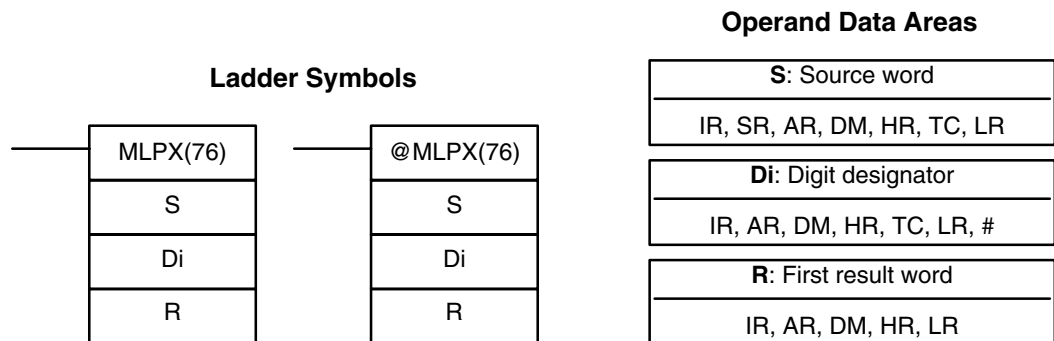 Operand Data Areas
Ladder Symbols
S: Source word
IR, SR, AR, DM, HR, TC, LR
MLPX(76)
@MLPX(76)
S
S
Di: Digit designator
IR, AR, DM, HR, TC, LR, #
Di
Di
R: First result word
R
R
IR, AR, DM, HR, LR